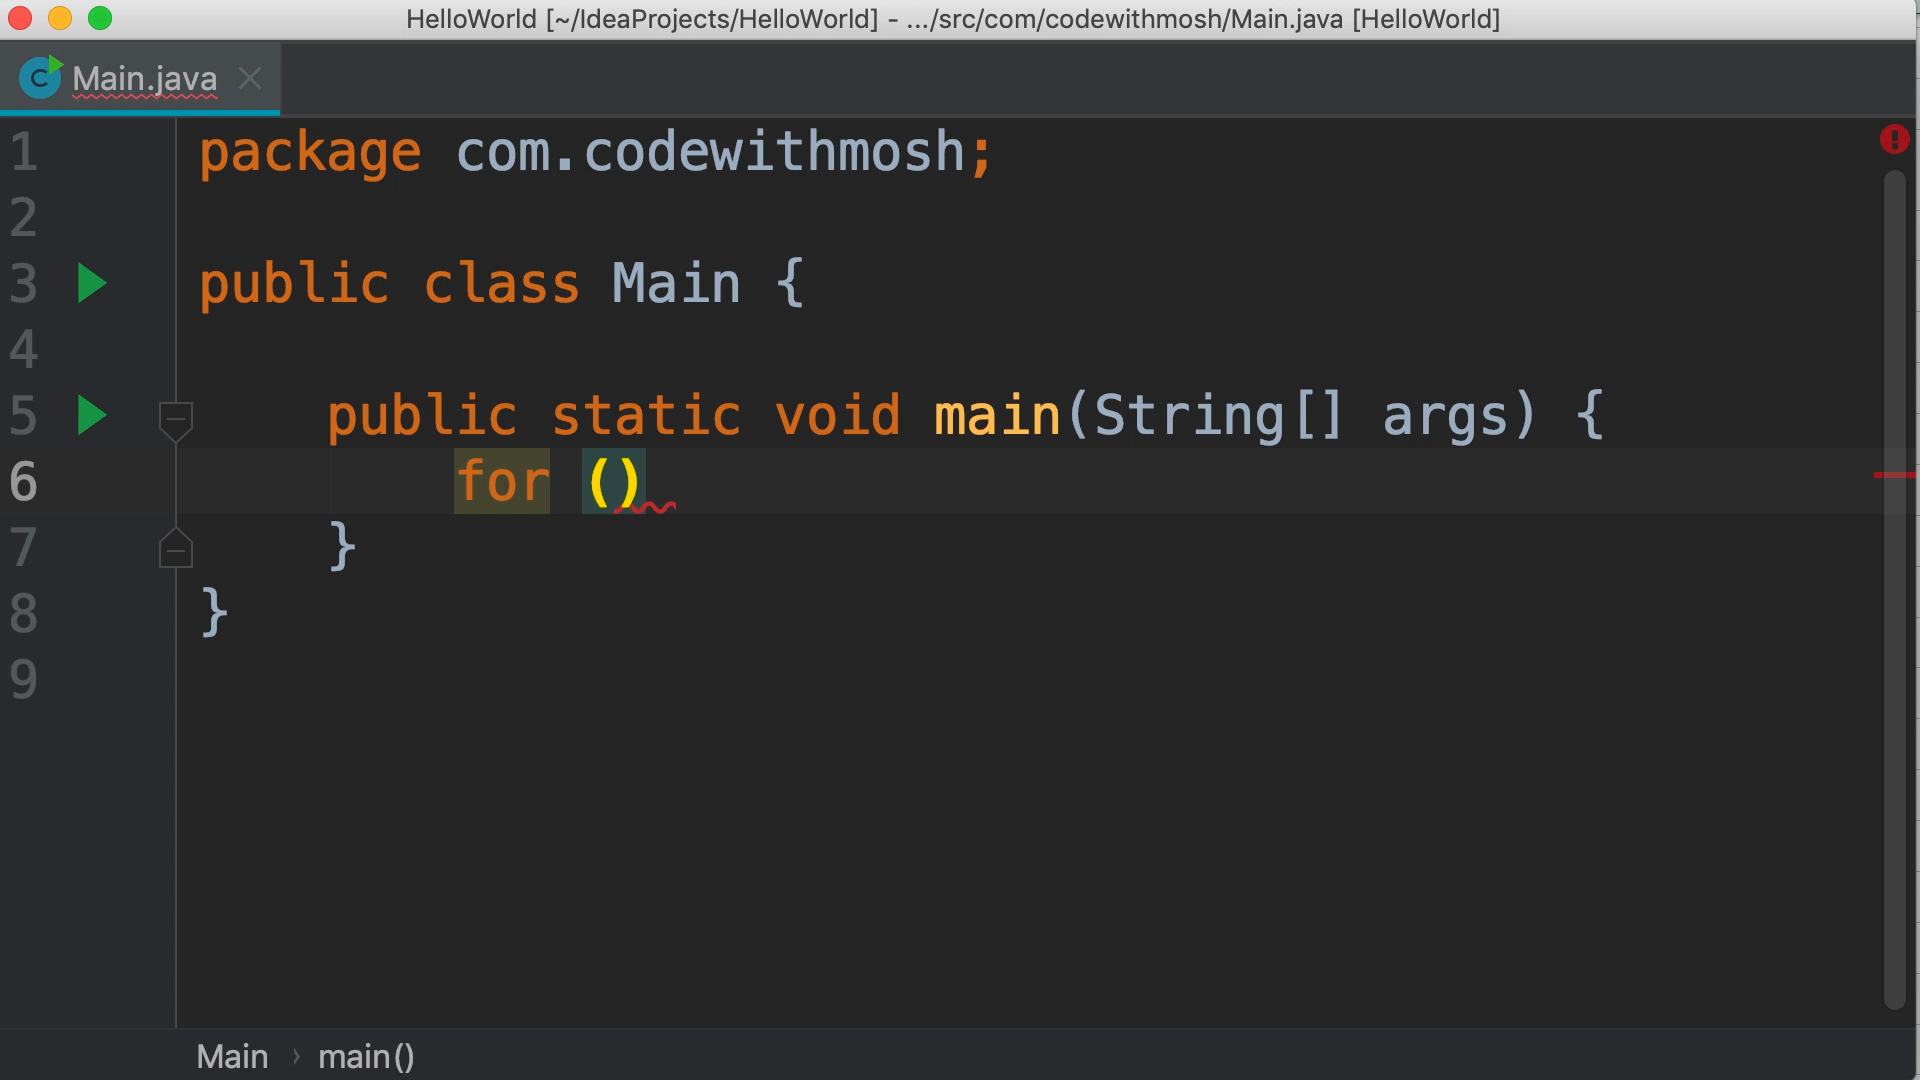 HelloWorld [~/IdeaProjects/HelloWorld] - .../src/com/codewithmosh/Main.java [HelloWorld]
C Main.java
1 package com.codewithmosh;
2
3 public class Main {
4
5 public static void main(String[] args) {
6 for ()
7 }
8 }
9
Main › main()